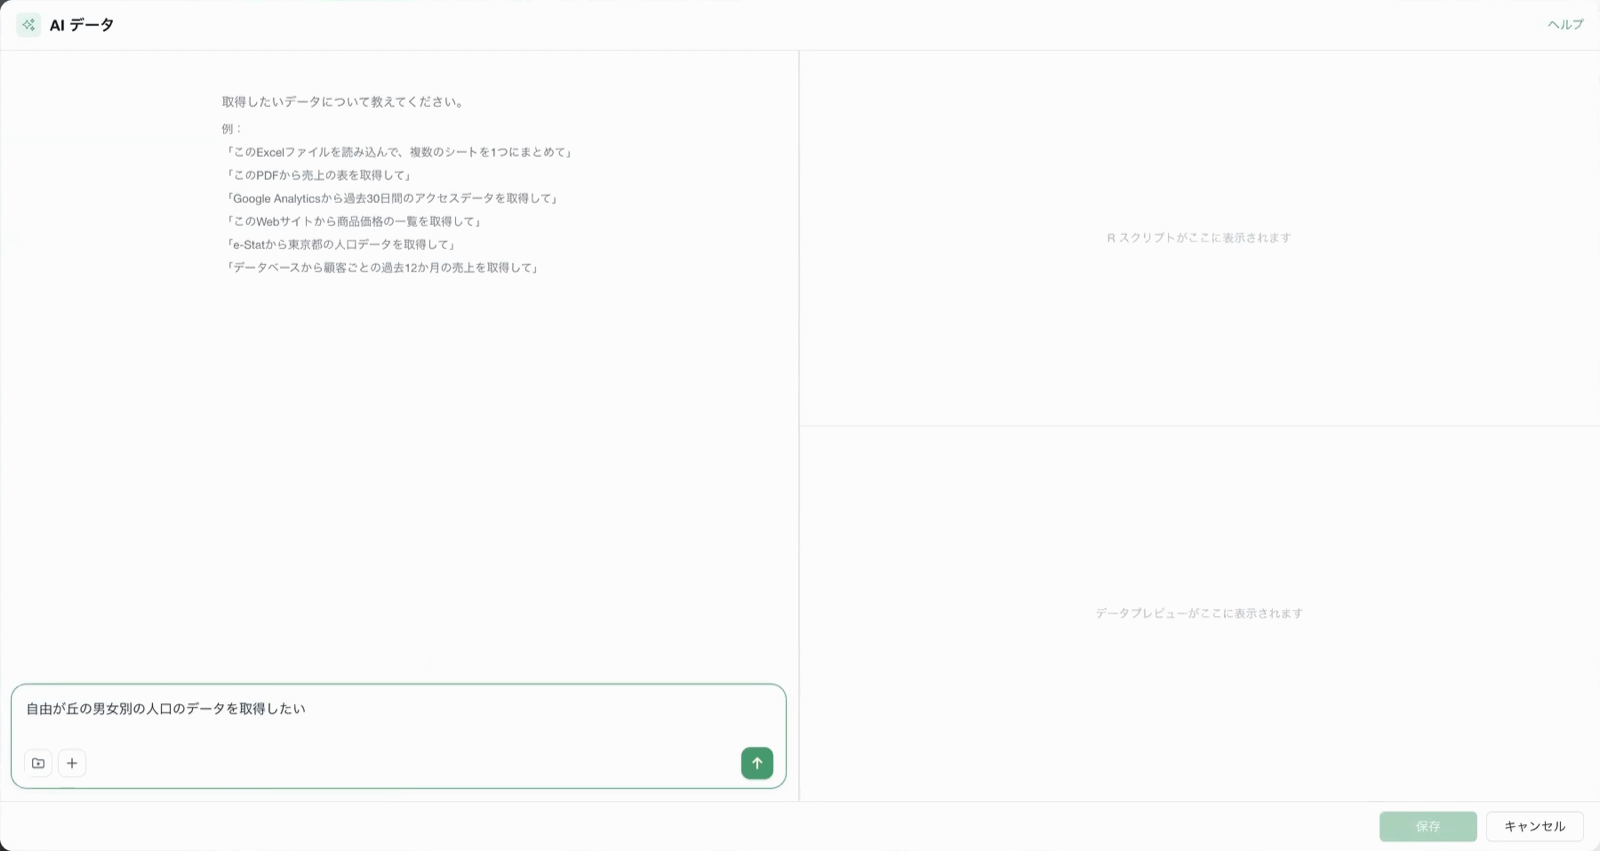 AI データ
ヘルプ
取得したいデータについて教えてください。
例：
「このExcelファイルを読み込んで、複数のシートを1つにまとめて」
「このPDFから売上の表を取得して」
「Google Analyticsから過去30日間のアクセスデータを取得して」
「このWebサイトから商品価格の一覧を取得して」
「e-Statから東京都の人口データを取得して」
「データベースから顧客ごとの過去12か月の売上を取得して」
R スクリプトがここに表示されます
データプレビューがここに表示されます
自由が丘の男女別の人口のデータを取得したい
保存
キャンセル